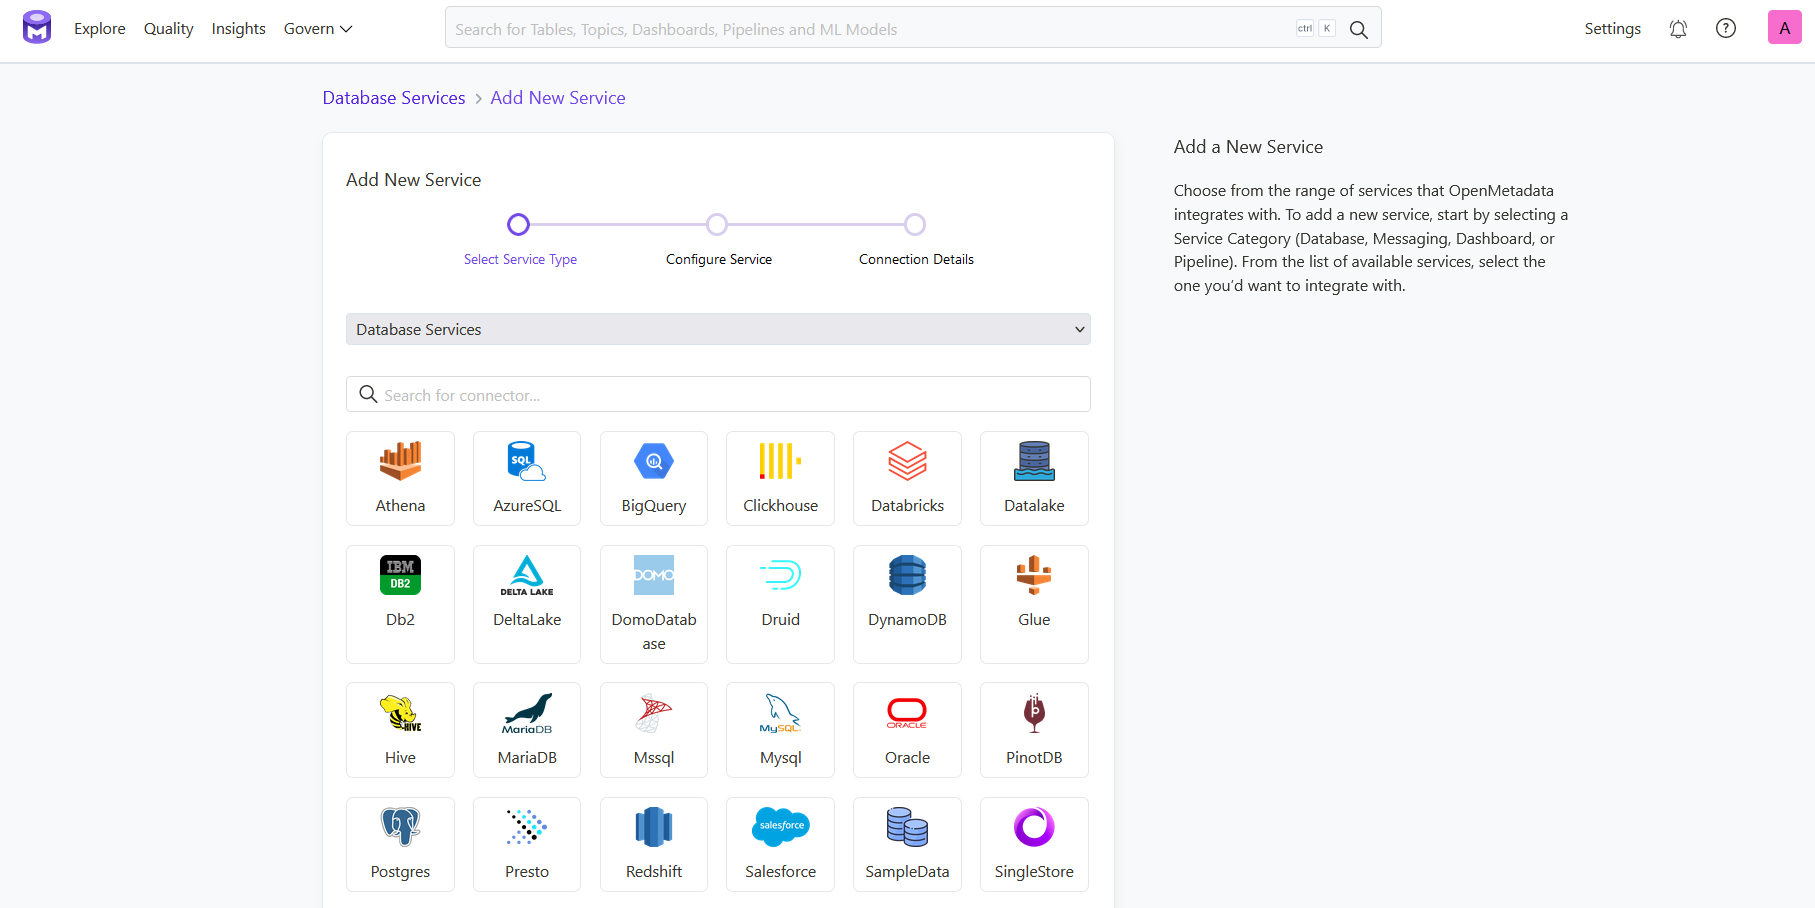 Explore Quality Insights Govern Search for Tables, Topics, Dashboards, Pipelines and ML Models ctrl K Settings ? A
Database Services > Add New Service
Add New Service
Select Service Type Configure Service Connection Details
Database Services
Search for connector...
SQL
Athena AzureSQL BigQuery Clickhouse Databricks Datalake
IBM DB2 DELTA LAKE DOMO
Db2 DeltaLake DomoDatab
ase Druid DynamoDB Glue
HIVE MariaDB MySQL ORACLE p
Hive MariaDB Mssql Mysql Oracle PinotDB
salesforce
Postgres Presto Redshift Salesforce SampleData SingleStore
Add a New Service
Choose from the range of services that OpenMetadata
integrates with. To add a new service, start by selecting a
Service Category (Database, Messaging, Dashboard, or
Pipeline). From the list of available services, select the
one you’d want to integrate with.